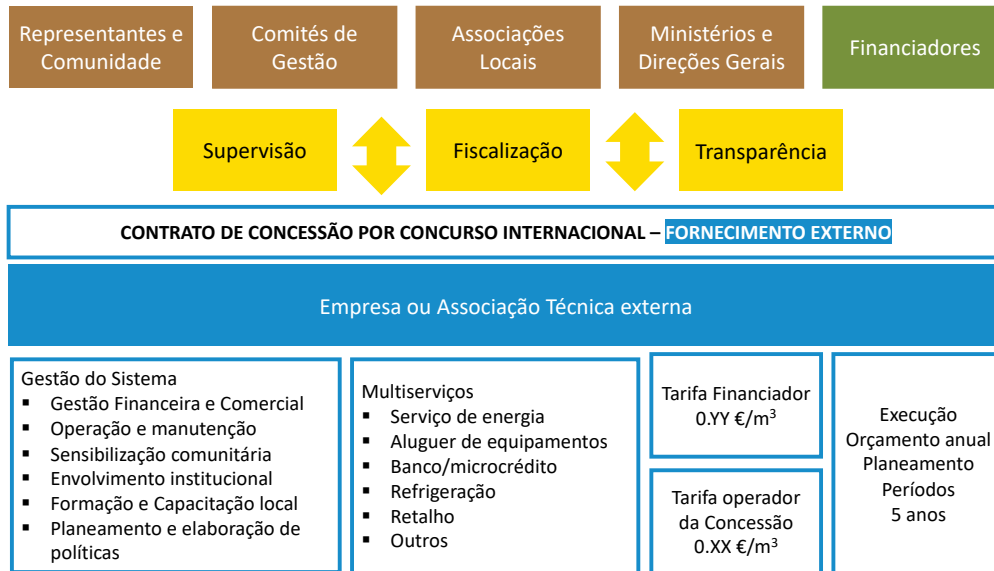 Representantes e
Comunidade
Comités de
Gestão
Associações
Locais
Ministérios e
Direções Gerais
Financiadores
Supervisão
Fiscalização
Transparência
CONTRATO DE CONCESSÃO POR CONCURSO INTERNACIONAL – FORNECIMENTO EXTERNO
Empresa ou Associação Técnica externa
Gestão do Sistema
▪ Gestão Financeira e Comercial
▪ Operação e manutenção
▪ Sensibilização comunitária
▪ Envolvimento institucional
▪ Formação e Capacitação local
▪ Planeamento e elaboração de
políticas
Multiserviços
▪ Serviço de energia
▪ Aluguer de equipamentos
▪ Banco/microcrédito
▪ Refrigeração
▪ Retalho
▪ Outros
Tarifa Financiador
0.YY €/m³
Tarifa operador
da Concessão
0.XX €/m³
Execução
Orçamento anual
Planeamento
Períodos
5 anos